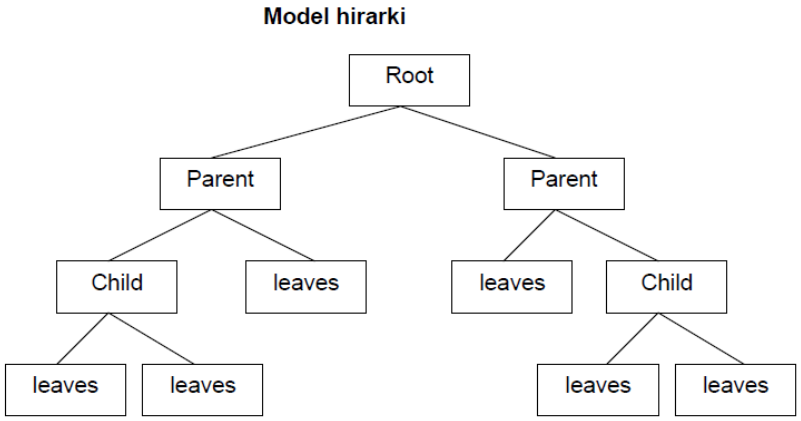 Model hirarki
Root
Parent Parent
Child leaves leaves Child
leaves leaves leaves leaves